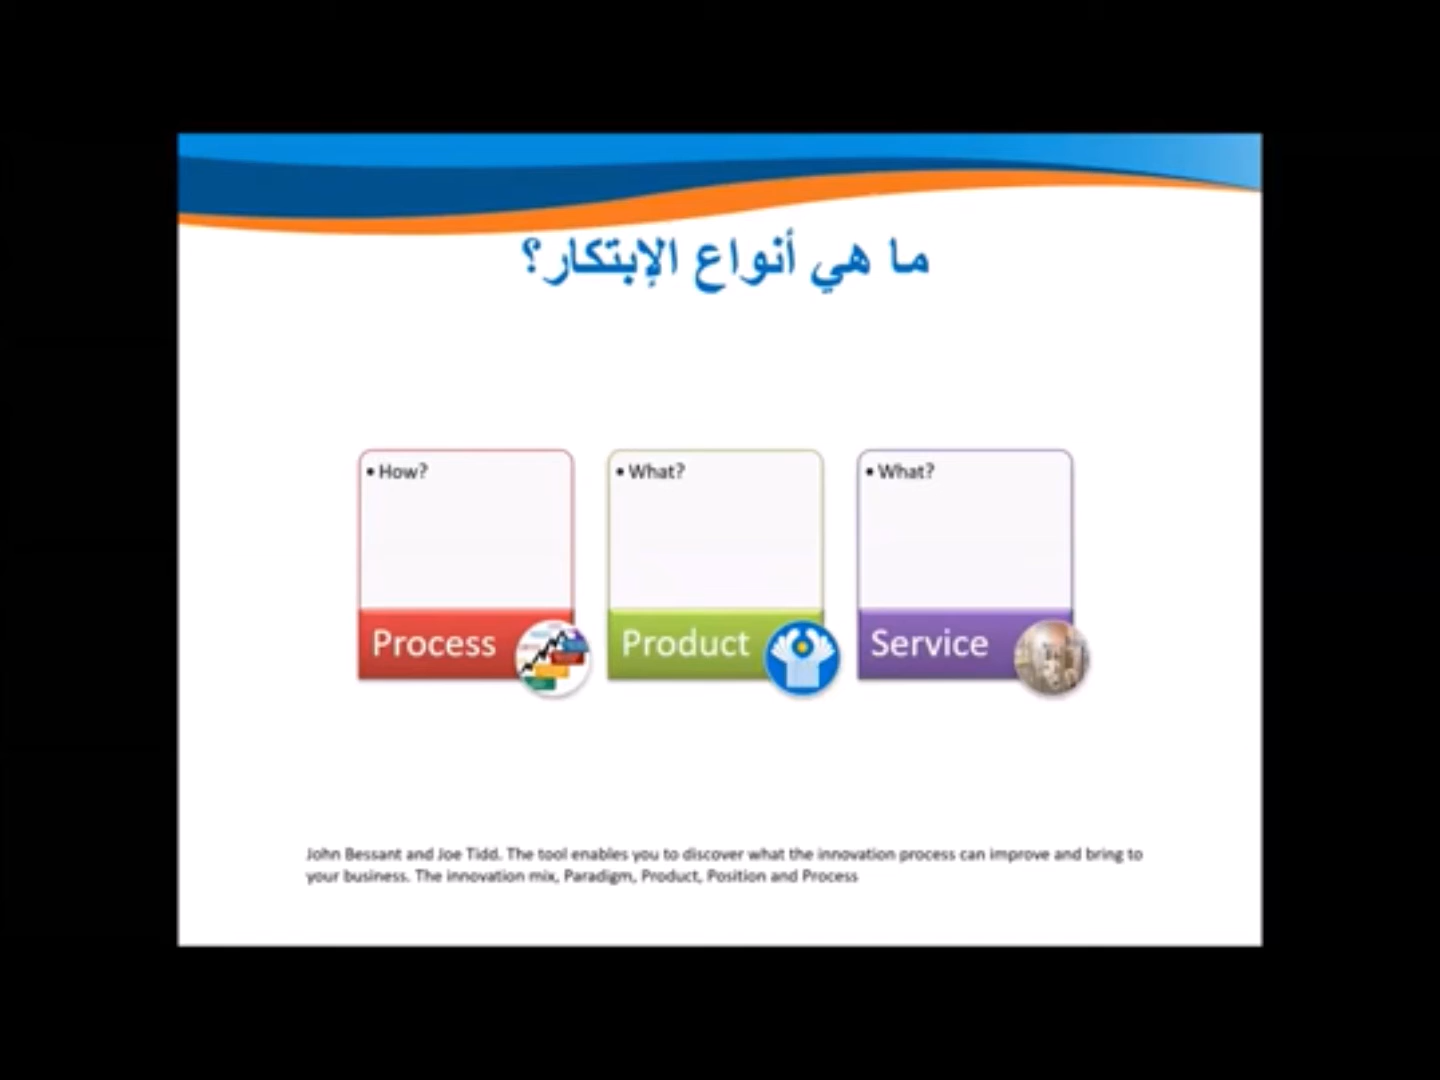 ما هي أنواع الإبتكار؟
• How?
• What?
• What?
Process
Product
Service
John Bessant and Joe Tidd. The tool enables you to discover what the innovation process can improve and bring to
your business. The innovation mix, Paradigm, Product, Position and Process